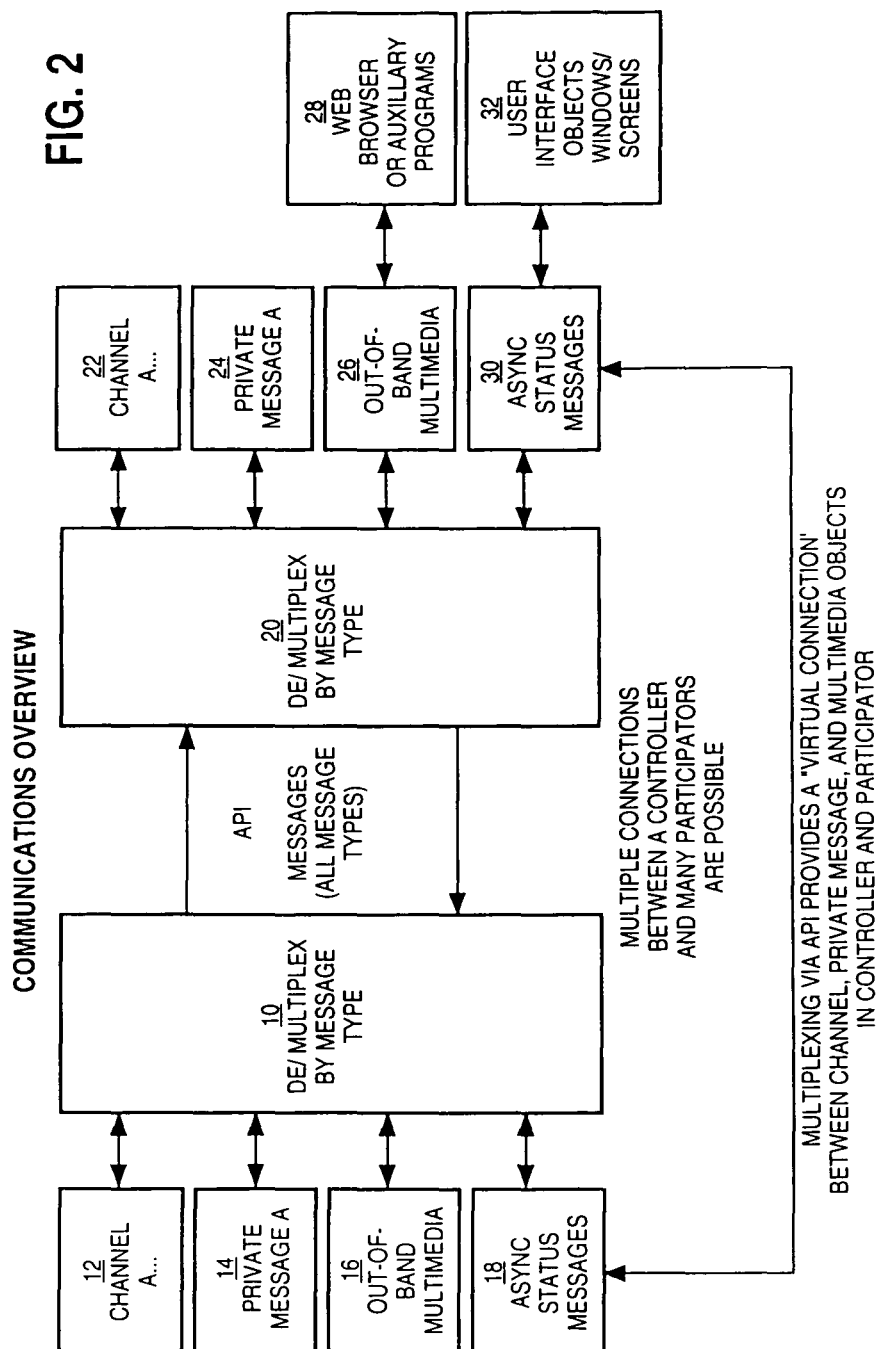 FIG. 2
COMMUNICATIONS OVERVIEW
12
CHANNEL
A...
14
PRIVATE
MESSAGE A
16
OUT-OF-
BAND
MULTIMEDIA
18
ASYNC
STATUS
MESSAGES
10
DE/ MULTIPLEX
BY MESSAGE
TYPE
API
MESSAGES
(ALL MESSAGE
TYPES)
MULTIPLE CONNECTIONS
BETWEEN A CONTROLLER
AND MANY PARTICIPATORS
ARE POSSIBLE
20
DE/ MULTIPLEX
BY MESSAGE
TYPE
22
CHANNEL
A...
24
PRIVATE
MESSAGE A
26
OUT-OF-
BAND
MULTIMEDIA
30
ASYNC
STATUS
MESSAGES
28
WEB
BROWSER
OR AUXILLARY
PROGRAMS
32
USER
INTERFACE
OBJECTS
WINDOWS/
SCREENS
MULTIPLEXING VIA API PROVIDES A "VIRTUAL CONNECTION'
BETWEEN CHANNEL, PRIVATE MESSAGE, AND MULTIMEDIA OBJECTS
IN CONTROLLER AND PARTICIPATOR